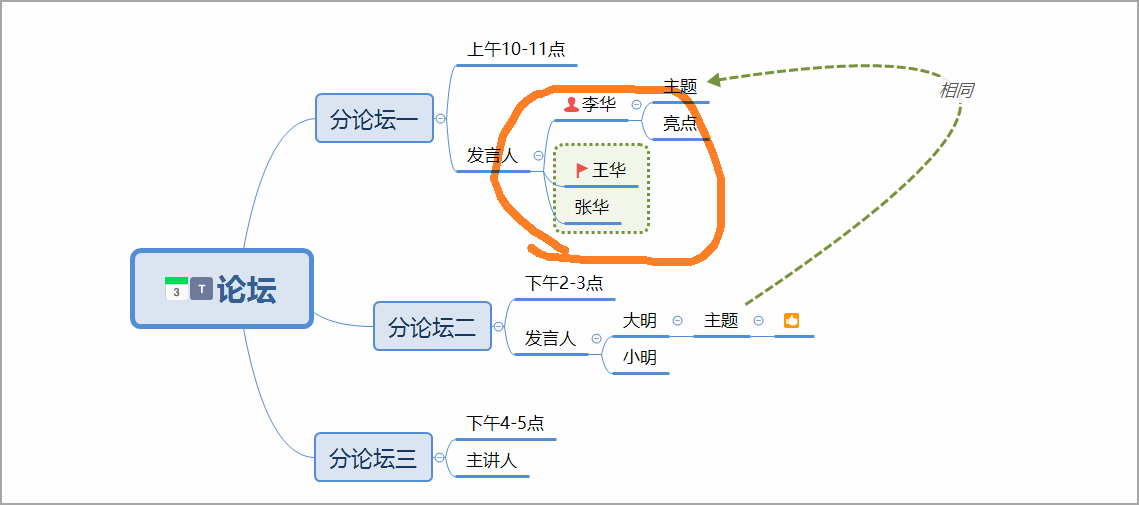 论坛
3
T
分论坛一
上午10-11点
发言人
李华
主题
亮点
王华
张华
相同
分论坛二
下午2-3点
发言人
大明
主题
小明
分论坛三
下午4-5点
主讲人